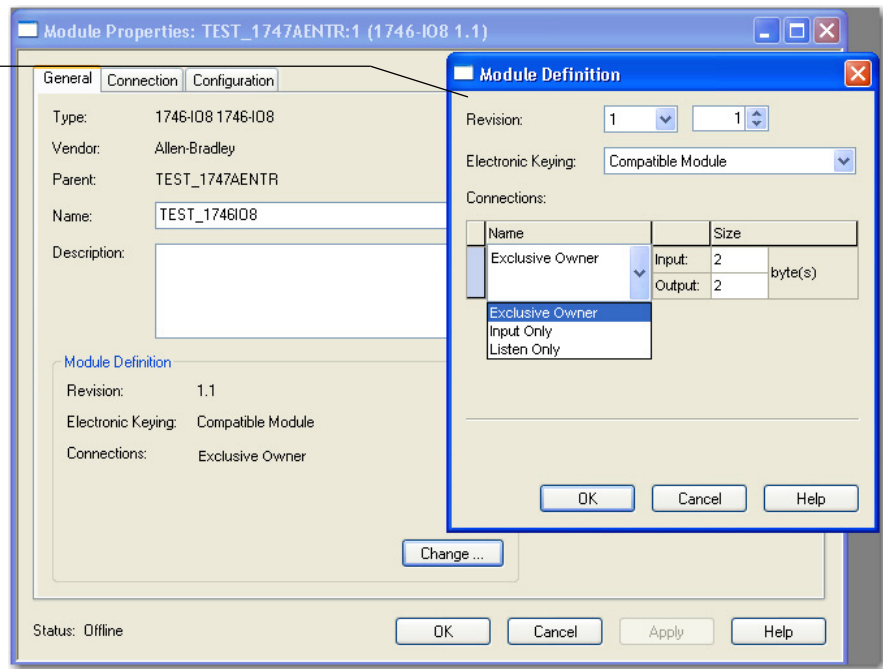 Module Properties: TEST_1747AENTR:1 (1746-IO8 1.1)
General
Connection
Configuration
Type: 1746-IO8 1746-IO8
Vendor: Allen-Bradley
Parent: TEST_1747AENTR
Name: TEST_1746IO8
Description:
Module Definition
Revision: 1.1
Electronic Keying: Compatible Module
Connections: Exclusive Owner
Change ...
Status: Offline
OK
Cancel
Apply
Help
Module Definition
Revision: 1 1
Electronic Keying: Compatible Module
Connections:
Name Size
Exclusive Owner Input: 2 byte(s)
Output: 2
Exclusive Owner
Input Only
Listen Only
OK
Cancel
Help